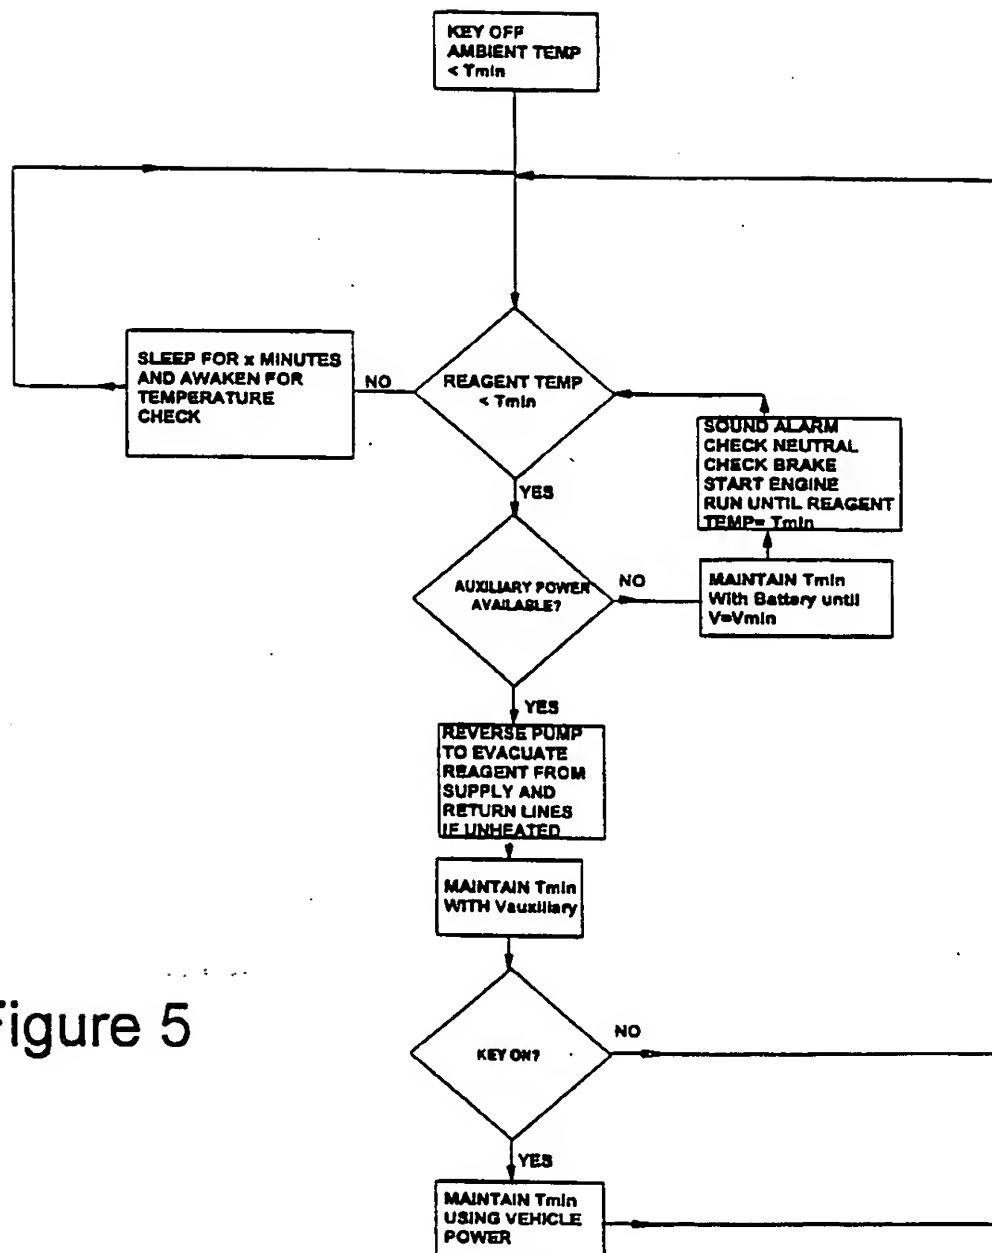 KEY OFF
AMBIENT TEMP
< Tmin
SLEEP FOR x MINUTES
AND AWAKEN FOR
TEMPERATURE
CHECK
NO
REAGENT TEMP
< Tmin
SOUND ALARM
CHECK NEUTRAL
CHECK BRAKE
START ENGINE
RUN UNTIL REAGENT
TEMP= Tmin
YES
AUXILIARY POWER
AVAILABLE?
NO
MAINTAIN Tmin
With Battery until
V=Vmin
YES
REVERSE PUMP
TO EVACUATE
REAGENT FROM
SUPPLY AND
RETURN LINES
IF UNHEATED
MAINTAIN Tmin
WITH Vauxiliary
Figure 5
KEY ON?
NO
YES
MAINTAIN Tmin
USING VEHICLE
POWER